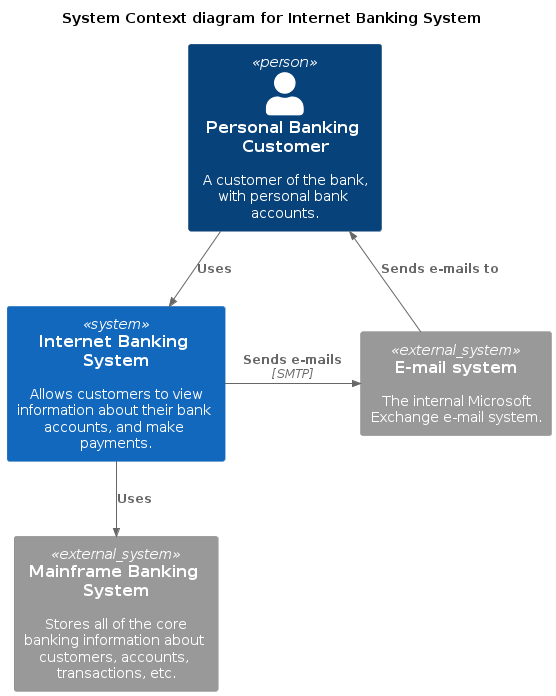 System Context diagram for Internet Banking System
«person»
Personal Banking
Customer
A customer of the bank,
with personal bank
accounts.
Uses
Sends e-mails to
«system»
Internet Banking
System
Allows customers to view
information about their bank
accounts, and make
payments.
Sends e-mails
[SMTP]
«external_system»
E-mail system
The internal Microsoft
Exchange e-mail system.
Uses
«external_system»
Mainframe Banking
System
Stores all of the core
banking information about
customers, accounts,
transactions, etc.